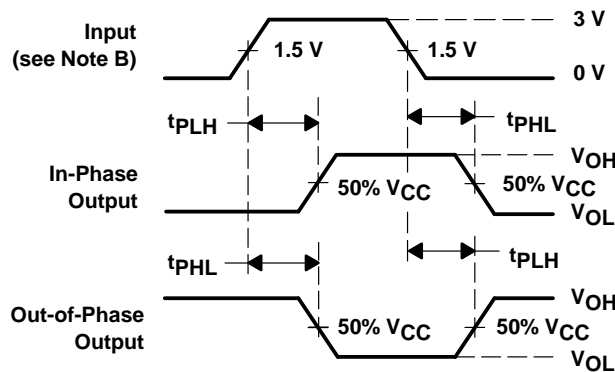 3 V
Input
(see Note B)
1.5 V
1.5 V
0 V
tPLH
tPHL
VOH
In-Phase
Output
50% VCC
50% VCC
VOL
tPHL
tPLH
VOH
Out-of-Phase
Output
50% VCC
50% VCC
VOL